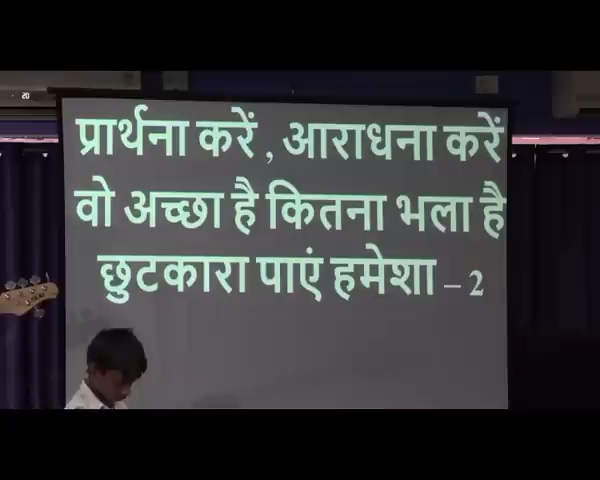 प्रार्थना करें , आराधना करें
वो अच्छा है कितना भला है
छुटकारा पाएं हमेशा – 2